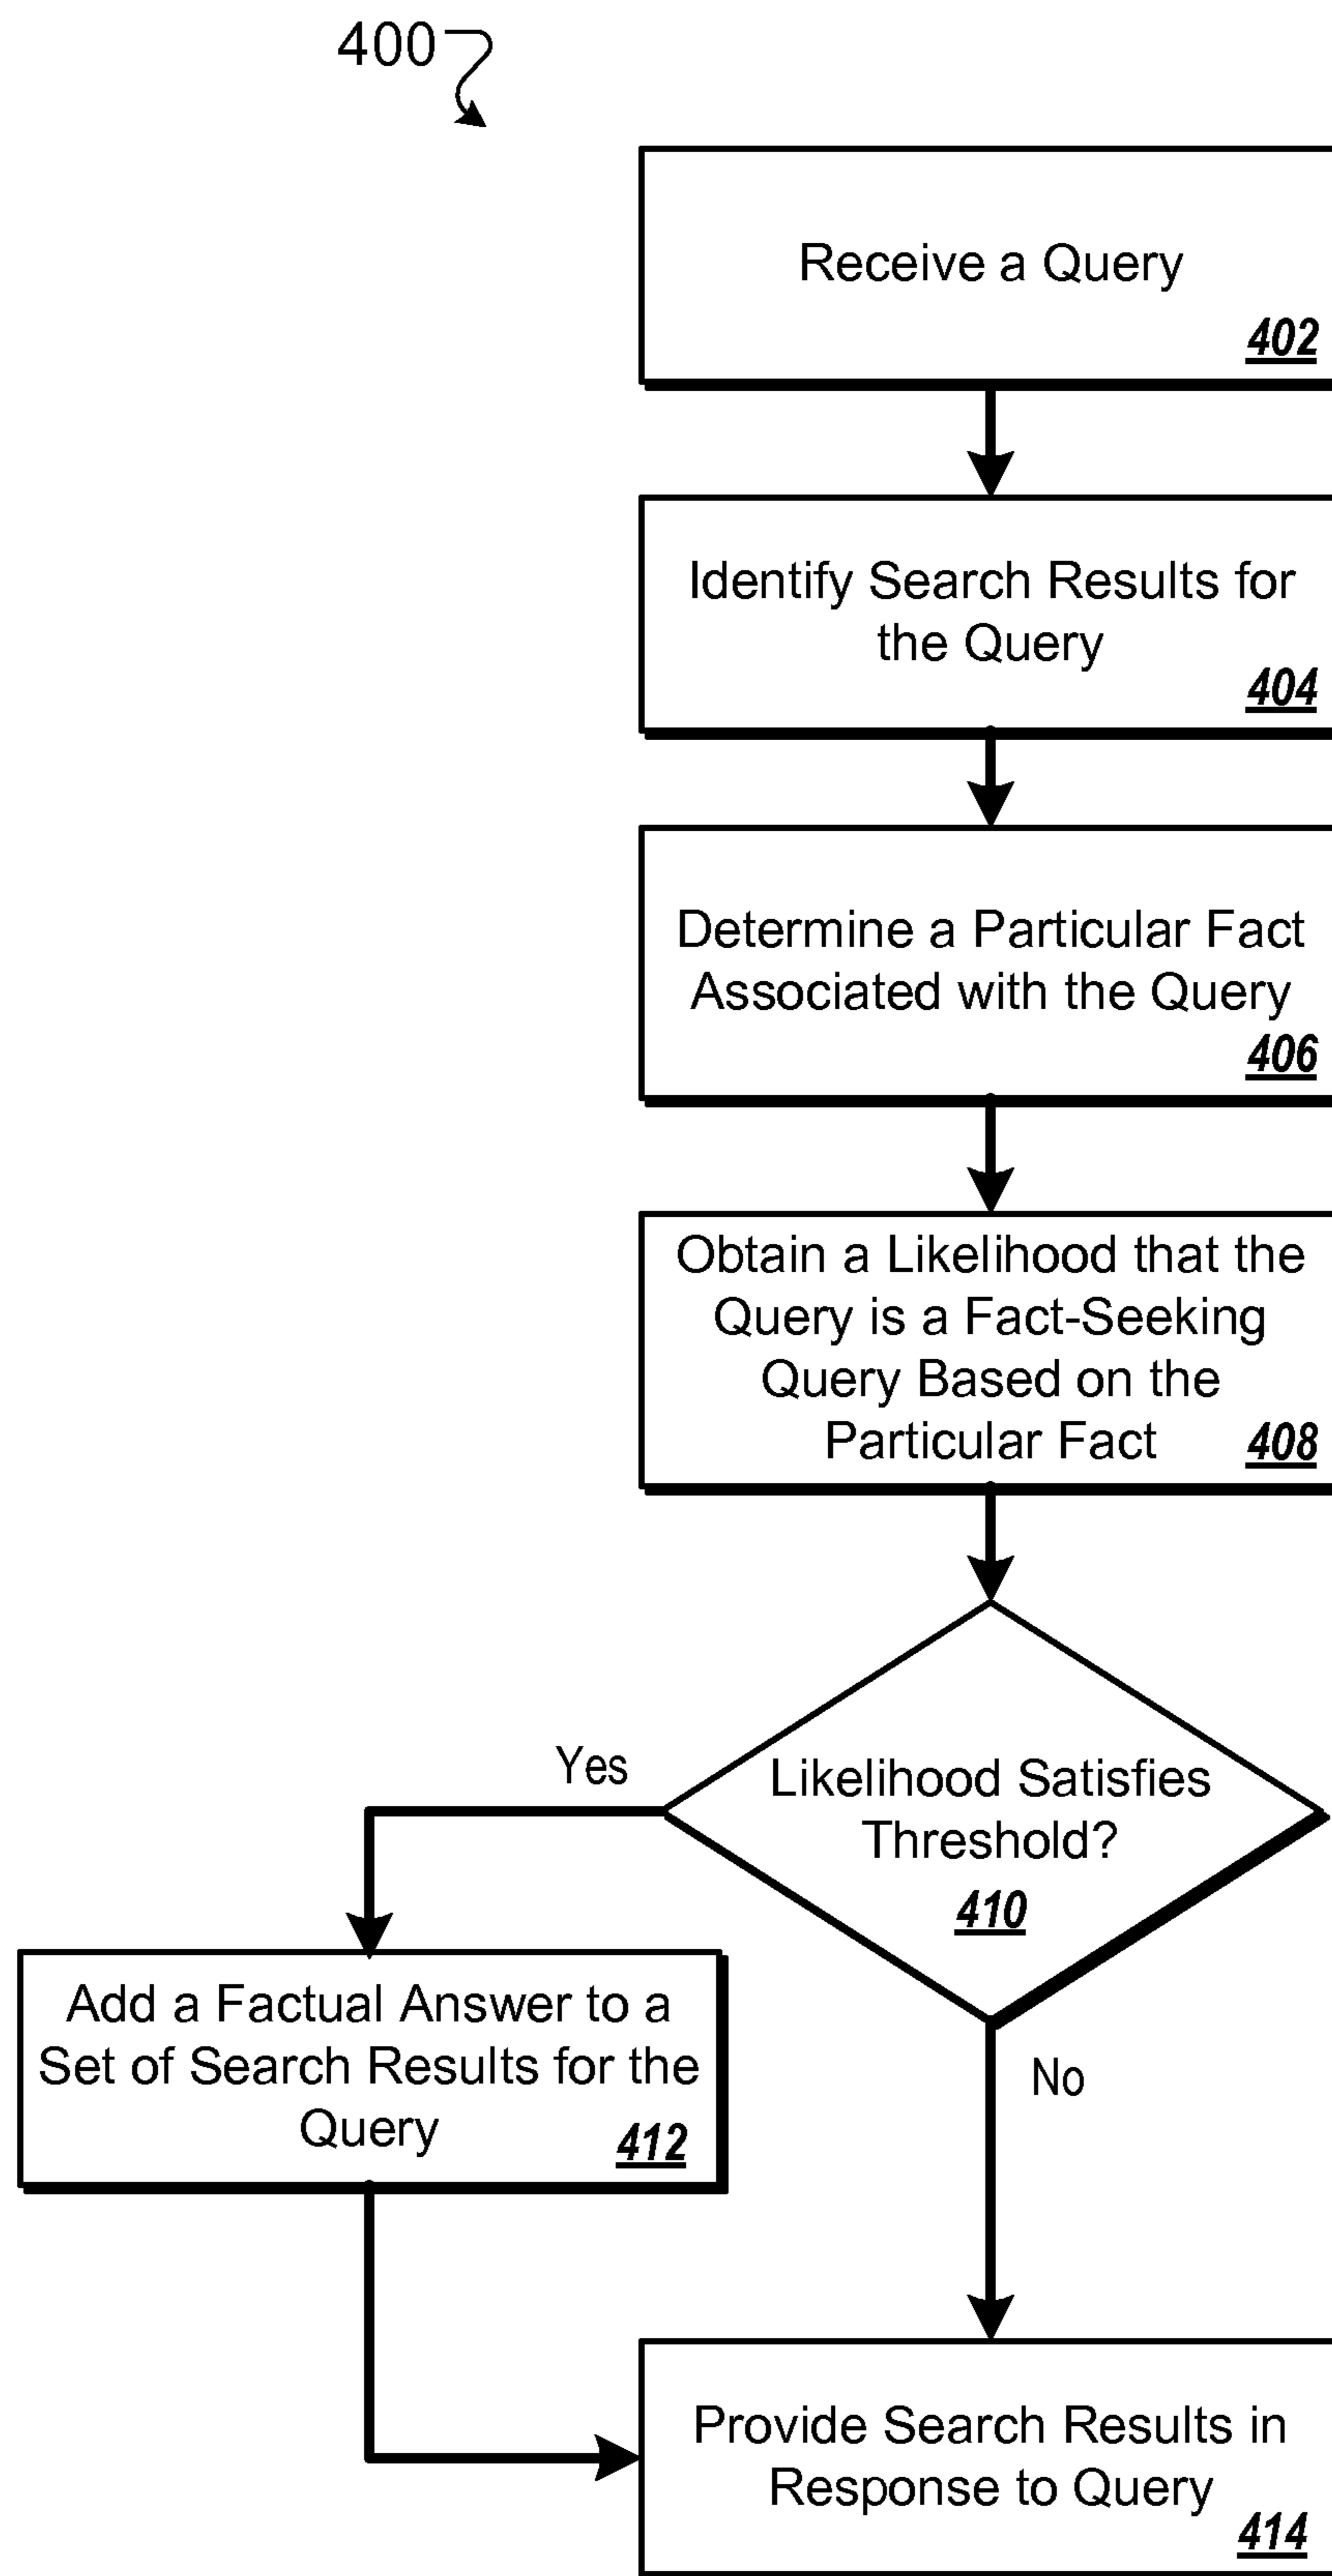 400
Receive a Query
402
Identify Search Results for
the Query
404
Determine a Particular Fact
Associated with the Query
406
Obtain a Likelihood that the
Query is a Fact-Seeking
Query Based on the
Particular Fact 408
Yes
Likelihood Satisfies
Threshold?
410
Add a Factual Answer to a
Set of Search Results for the
Query 412
No
Provide Search Results in
Response to Query
414